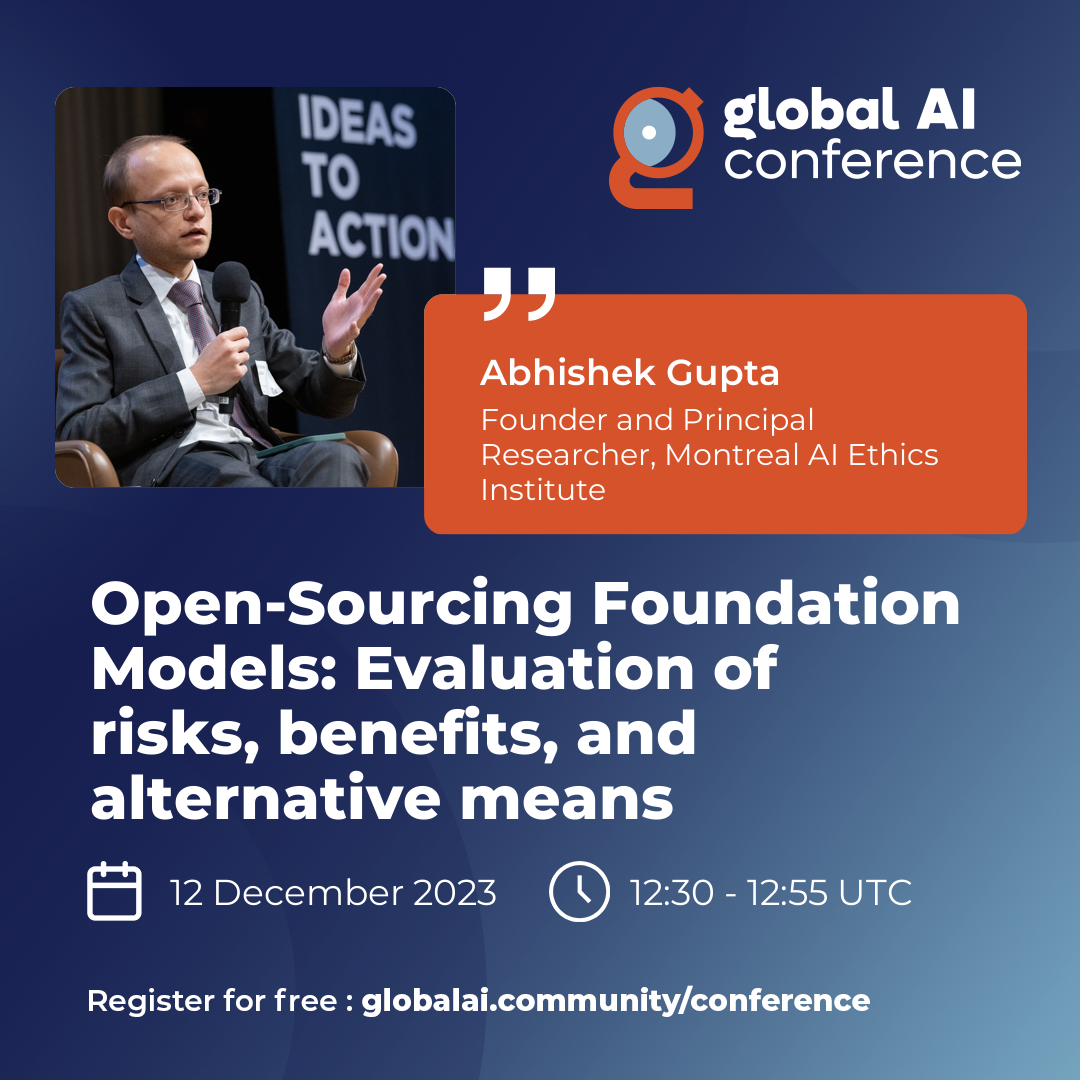 IDEAS
TO
ACTION
global AI
conference
Abhishek Gupta
Founder and Principal
Researcher, Montreal AI Ethics
Institute
Open-Sourcing Foundation
Models: Evaluation of
risks, benefits, and
alternative means
12 December 2023
12:30 - 12:55 UTC
Register for free : globalai.community/conference